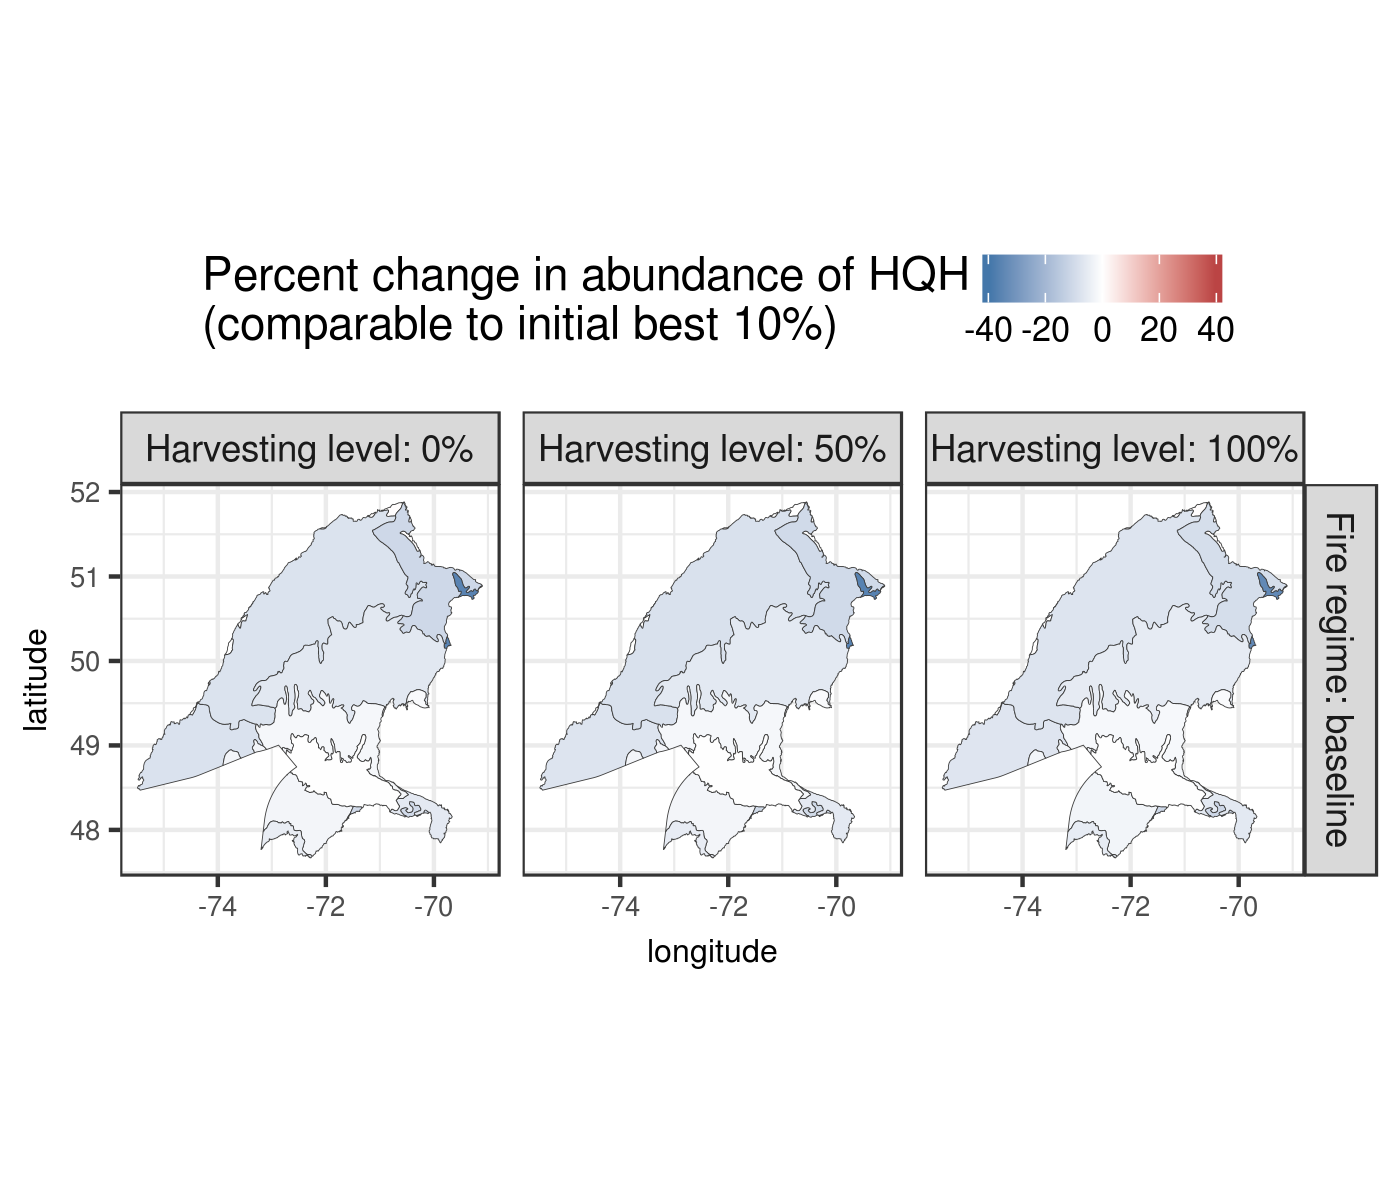 Percent change in abundance of HQH
(comparable to initial best 10%)
-40 -20 0 20 40
Harvesting level: 0%
Harvesting level: 50%
Harvesting level: 100%
Fire regime: baseline
latitude
52
51
50
49
48
-74 -72 -70
-74 -72 -70
-74 -72 -70
longitude